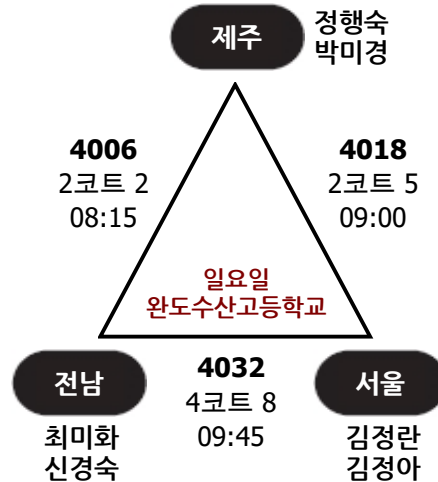 제주
정행숙
박미경
4006
2코트 2
08:15
4018
2코트 5
09:00
일요일
완도수산고등학교
전남
최미화
신경숙
4032
4코트 8
09:45
서울
김정란
김정아